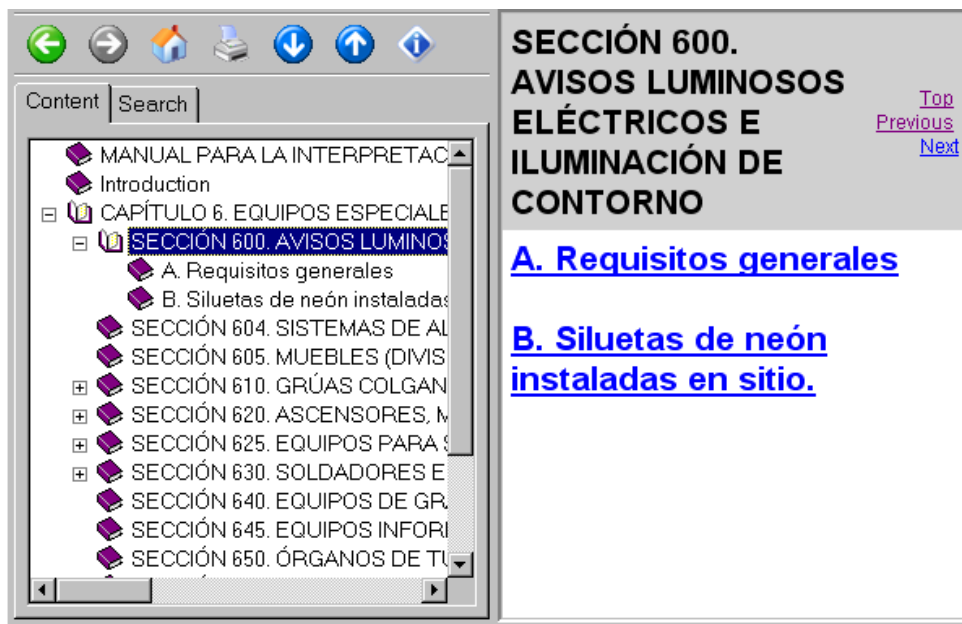 Content
Search
MANUAL PARA LA INTERPRETAC
Introduction
CAPÍTULO 6. EQUIPOS ESPECIALE
SECCIÓN 600. AVISOS LUMINOS
A. Requisitos generales
B. Siluetas de neón instaladas
SECCIÓN 604. SISTEMAS DE AL
SECCIÓN 605. MUEBLES (DIVIS
SECCIÓN 610. GRÚAS COLGAN
SECCIÓN 620. ASCENSORES, M
SECCIÓN 625. EQUIPOS PARA S
SECCIÓN 630. SOLDADORES E
SECCIÓN 640. EQUIPOS DE GR
SECCIÓN 645. EQUIPOS INFOR
SECCIÓN 650. ÓRGANOS DE TU
SECCIÓN 600.
AVISOS LUMINOSOS
ELÉCTRICOS E
ILUMINACIÓN DE
CONTORNO
Top
Previous
Next
A. Requisitos generales
B. Siluetas de neón
instaladas en sitio.